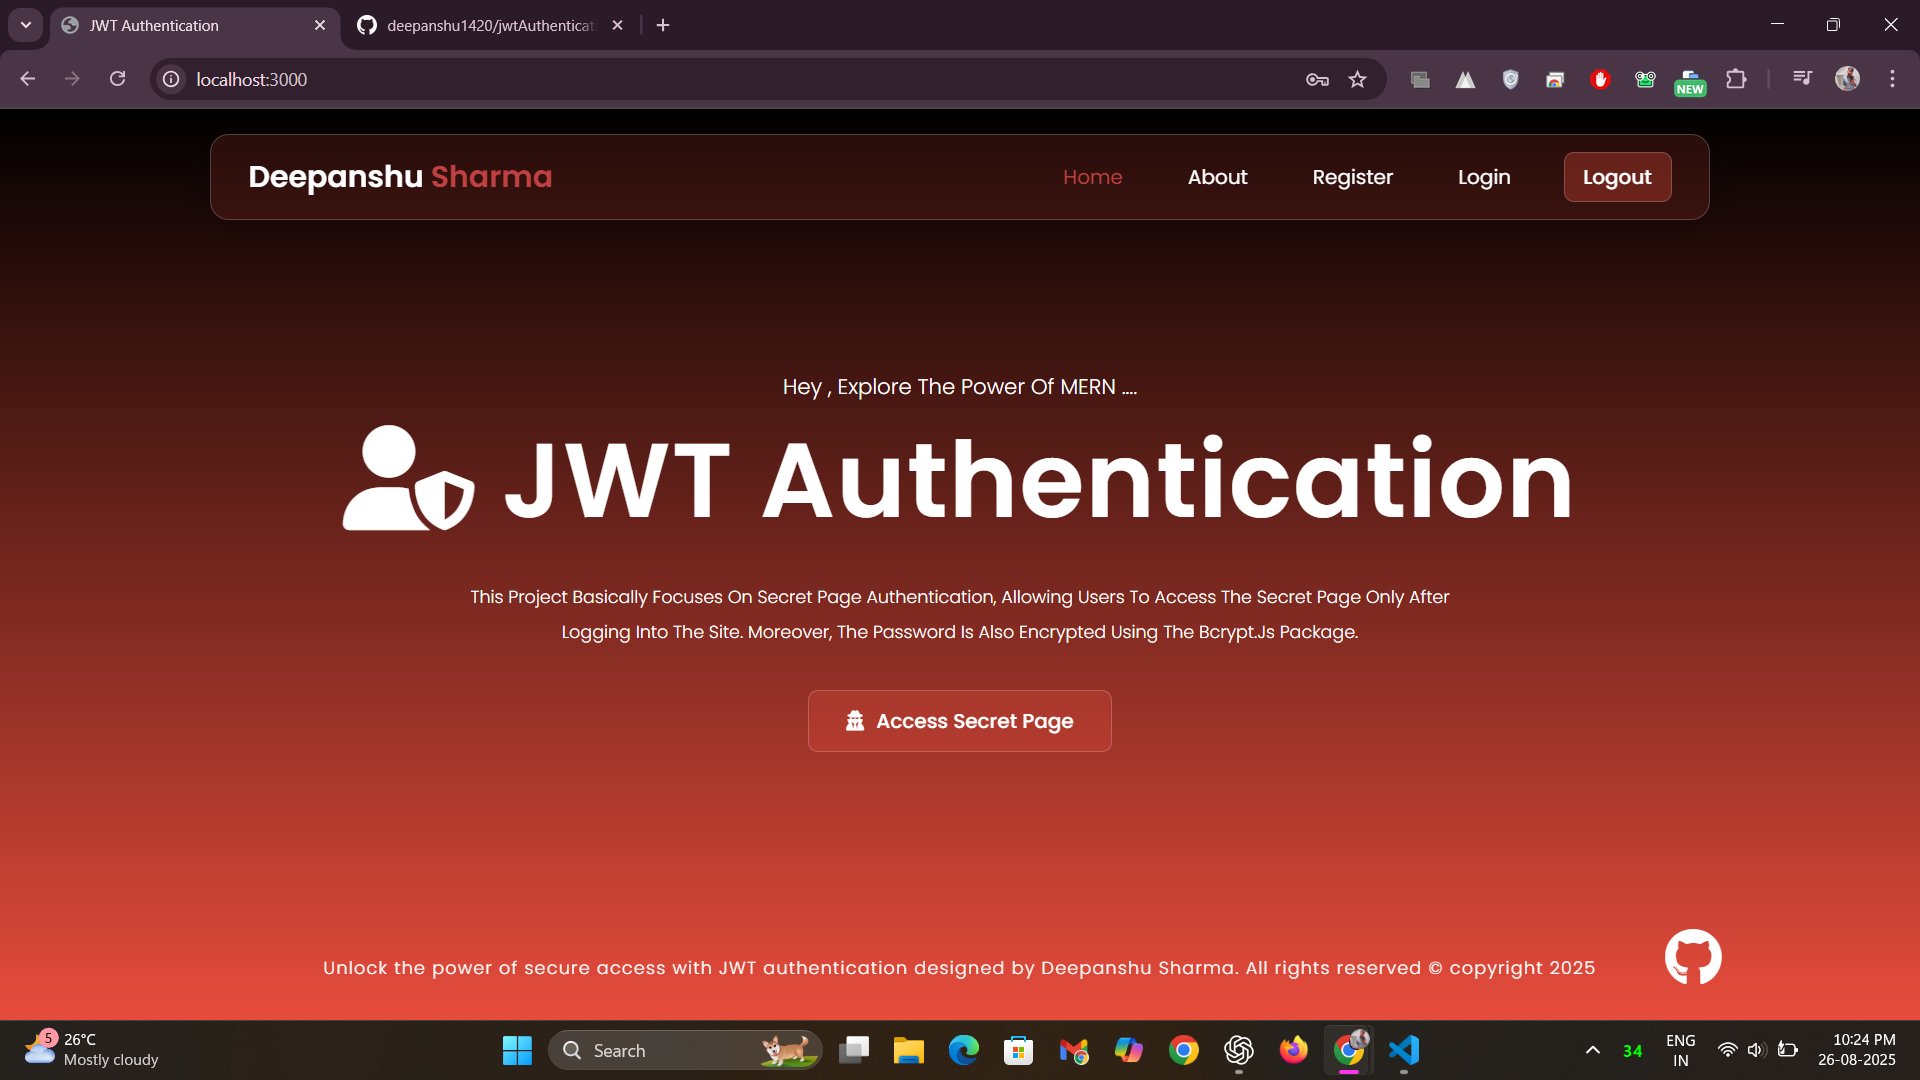 JWT Authentication
deepanshu1420/jwtAuthenticat
localhost:3000
NEW
Deepanshu Sharma
Home
About
Register
Login
Logout
Hey , Explore The Power Of MERN ....
JWT Authentication
This Project Basically Focuses On Secret Page Authentication, Allowing Users To Access The Secret Page Only After
Logging Into The Site. Moreover, The Password Is Also Encrypted Using The Bcrypt.Js Package.
Access Secret Page
Unlock the power of secure access with JWT authentication designed by Deepanshu Sharma. All rights reserved © copyright 2025
5
26°C
Mostly cloudy
Search
34
ENG
IN
10:24 PM
26-08-2025